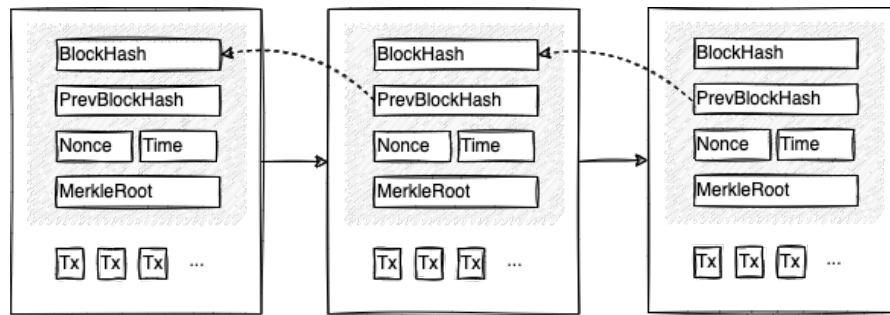 BlockHash
PrevBlockHash
Nonce Time
MerkleRoot
Tx Tx Tx ...
BlockHash
PrevBlockHash
Nonce Time
MerkleRoot
Tx Tx Tx ...
BlockHash
PrevBlockHash
Nonce Time
MerkleRoot
Tx Tx Tx ...